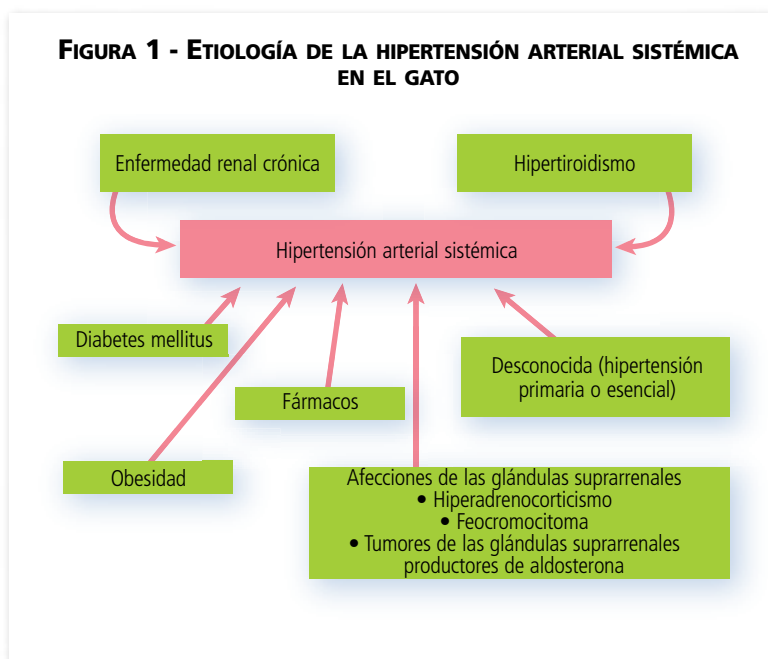 FIGURA 1 - ETIOLOGÍA DE LA HIPERTENSIÓN ARTERIAL SISTÉMICA
EN EL GATO
Enfermedad renal crónica
Hipertiroidismo
Hipertensión arterial sistémica
Diabetes mellitus
Desconocida (hipertensión
primaria o esencial)
Fármacos
Obesidad
Afecciones de las glándulas suprarrenales
• Hiperadrenocorticismo
• Feocromocitoma
• Tumores de las glándulas suprarrenales
productores de aldosterona